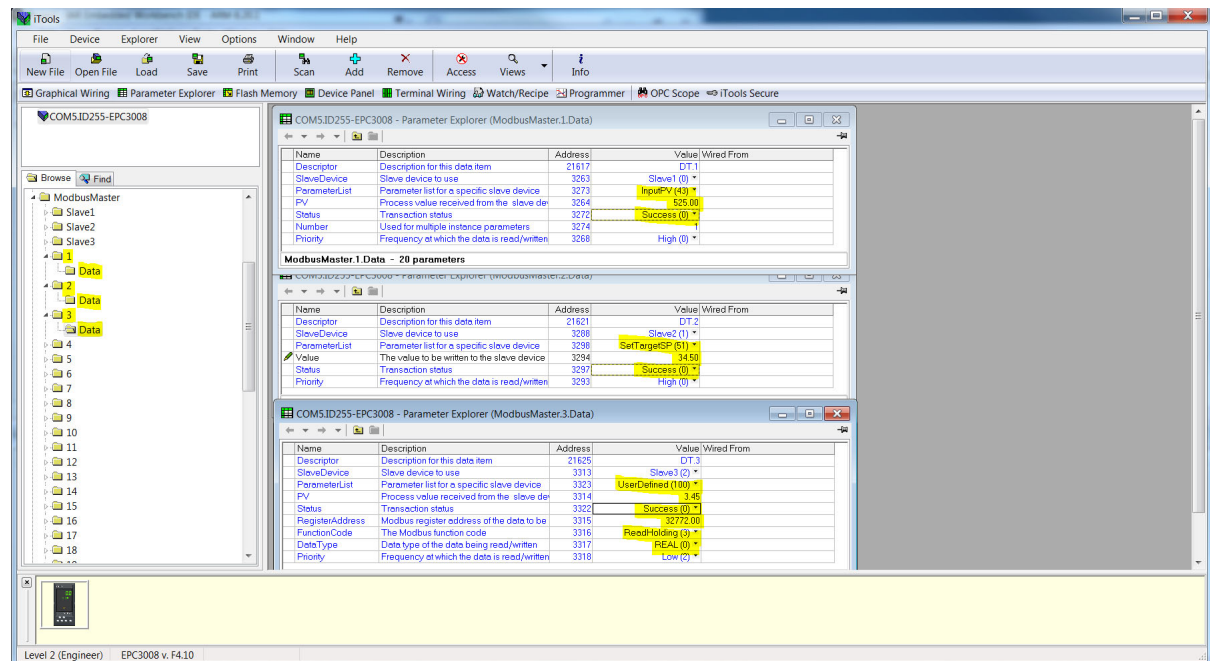 iTools
File Device Explorer View Options Window Help
New File Open File Load Save Print Scan Add Remove Access Views Info
Graphical Wiring Parameter Explorer Flash Memory Device Panel Terminal Wiring Watch/Recipe Programmer OPC Scope iTools Secure
COM5.ID255-EPC3008
Browse Find
ModbusMaster
Slave1
Slave2
Slave3
1
Data
2
Data
3
Data
4
5
6
7
8
9
10
11
12
13
14
15
16
17
18
COM5.ID255-EPC3008 - Parameter Explorer (ModbusMaster.1.Data)
Name Description Address Value Wired From
Descriptor Description for this data item 21617 DT.1
SlaveDevice Slave device to use 3263 Slave1 (0)
ParameterList Parameter list for a specific slave device 3273 InputPV (43)
PV Process value received from the slave de 3264 525.00
Status Transaction status 3272 Success (0)
Number Used for multiple instance parameters 3274 1
Priority Frequency at which the data is read/written 3268 High (0)
ModbusMaster.1.Data - 20 parameters
COM5.ID255-EPC3008 - Parameter Explorer (ModbusMaster.2.Data)
Name Description Address Value Wired From
Descriptor Description for this data item 21621 DT.2
SlaveDevice Slave device to use 3288 Slave2 (1)
ParameterList Parameter list for a specific slave device 3298 SetTargetSP (51)
Value The value to be written to the slave device 3294 34.50
Status Transaction status 3297 Success (0)
Priority Frequency at which the data is read/written 3293 High (0)
COM5.ID255-EPC3008 - Parameter Explorer (ModbusMaster.3.Data)
Name Description Address Value Wired From
Descriptor Description for this data item 21625 DT.3
SlaveDevice Slave device to use 3313 Slave3 (2)
ParameterList Parameter list for a specific slave device 3323 UserDefined (100)
PV Process value received from the slave de 3314 3.45
Status Transaction status 3322 Success (0)
RegisterAddress Modbus register address of the data to be 3315 32772.00
FunctionCode The Modbus function code 3316 ReadHolding (3)
DataType Data type of the data being read/written 3317 REAL (0)
Priority Frequency at which the data is read/written 3318 Low (2)
Level 2 (Engineer) EPC3008 v. F4.10